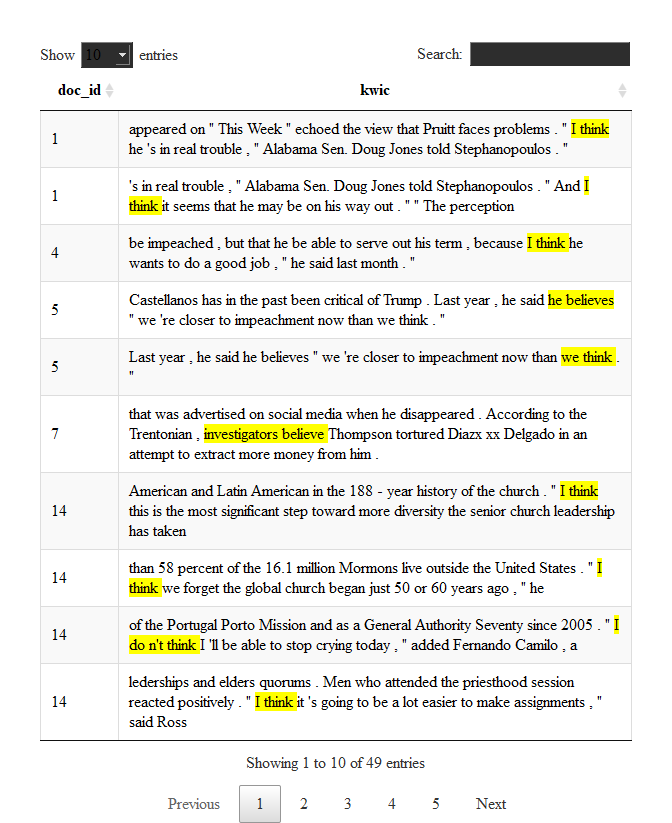 Show 10 entries Search:
doc_id kwic
1 appeared on " This Week " echoed the view that Pruitt faces problems . " I think
he 's in real trouble , " Alabama Sen. Doug Jones told Stephanopoulos . "
1 's in real trouble , " Alabama Sen. Doug Jones told Stephanopoulos . " And I
think it seems that he may be on his way out . " " The perception
4 be impeached , but that he be able to serve out his term , because I think he
wants to do a good job , " he said last month . "
5 Castellanos has in the past been critical of Trump . Last year , he said he believes
" we 're closer to impeachment now than we think . "
5 Last year , he said he believes " we 're closer to impeachment now than we think .
"
7 that was advertised on social media when he disappeared . According to the
Trentonian , investigators believe Thompson tortured Diazx xx Delgado in an
attempt to extract more money from him .
14 American and Latin American in the 188 - year history of the church . " I think
this is the most significant step toward more diversity the senior church leadership
has taken
14 than 58 percent of the 16.1 million Mormons live outside the United States . " I
think we forget the global church began just 50 or 60 years ago , " he
14 of the Portugal Porto Mission and as a General Authority Seventy since 2005 . " I
do n't think I 'll be able to stop crying today , " added Fernando Camilo , a
14 lederships and elders quorums . Men who attended the priesthood session
reacted positively . " I think it 's going to be a lot easier to make assignments , "
said Ross
Showing 1 to 10 of 49 entries
Previous 1 2 3 4 5 Next